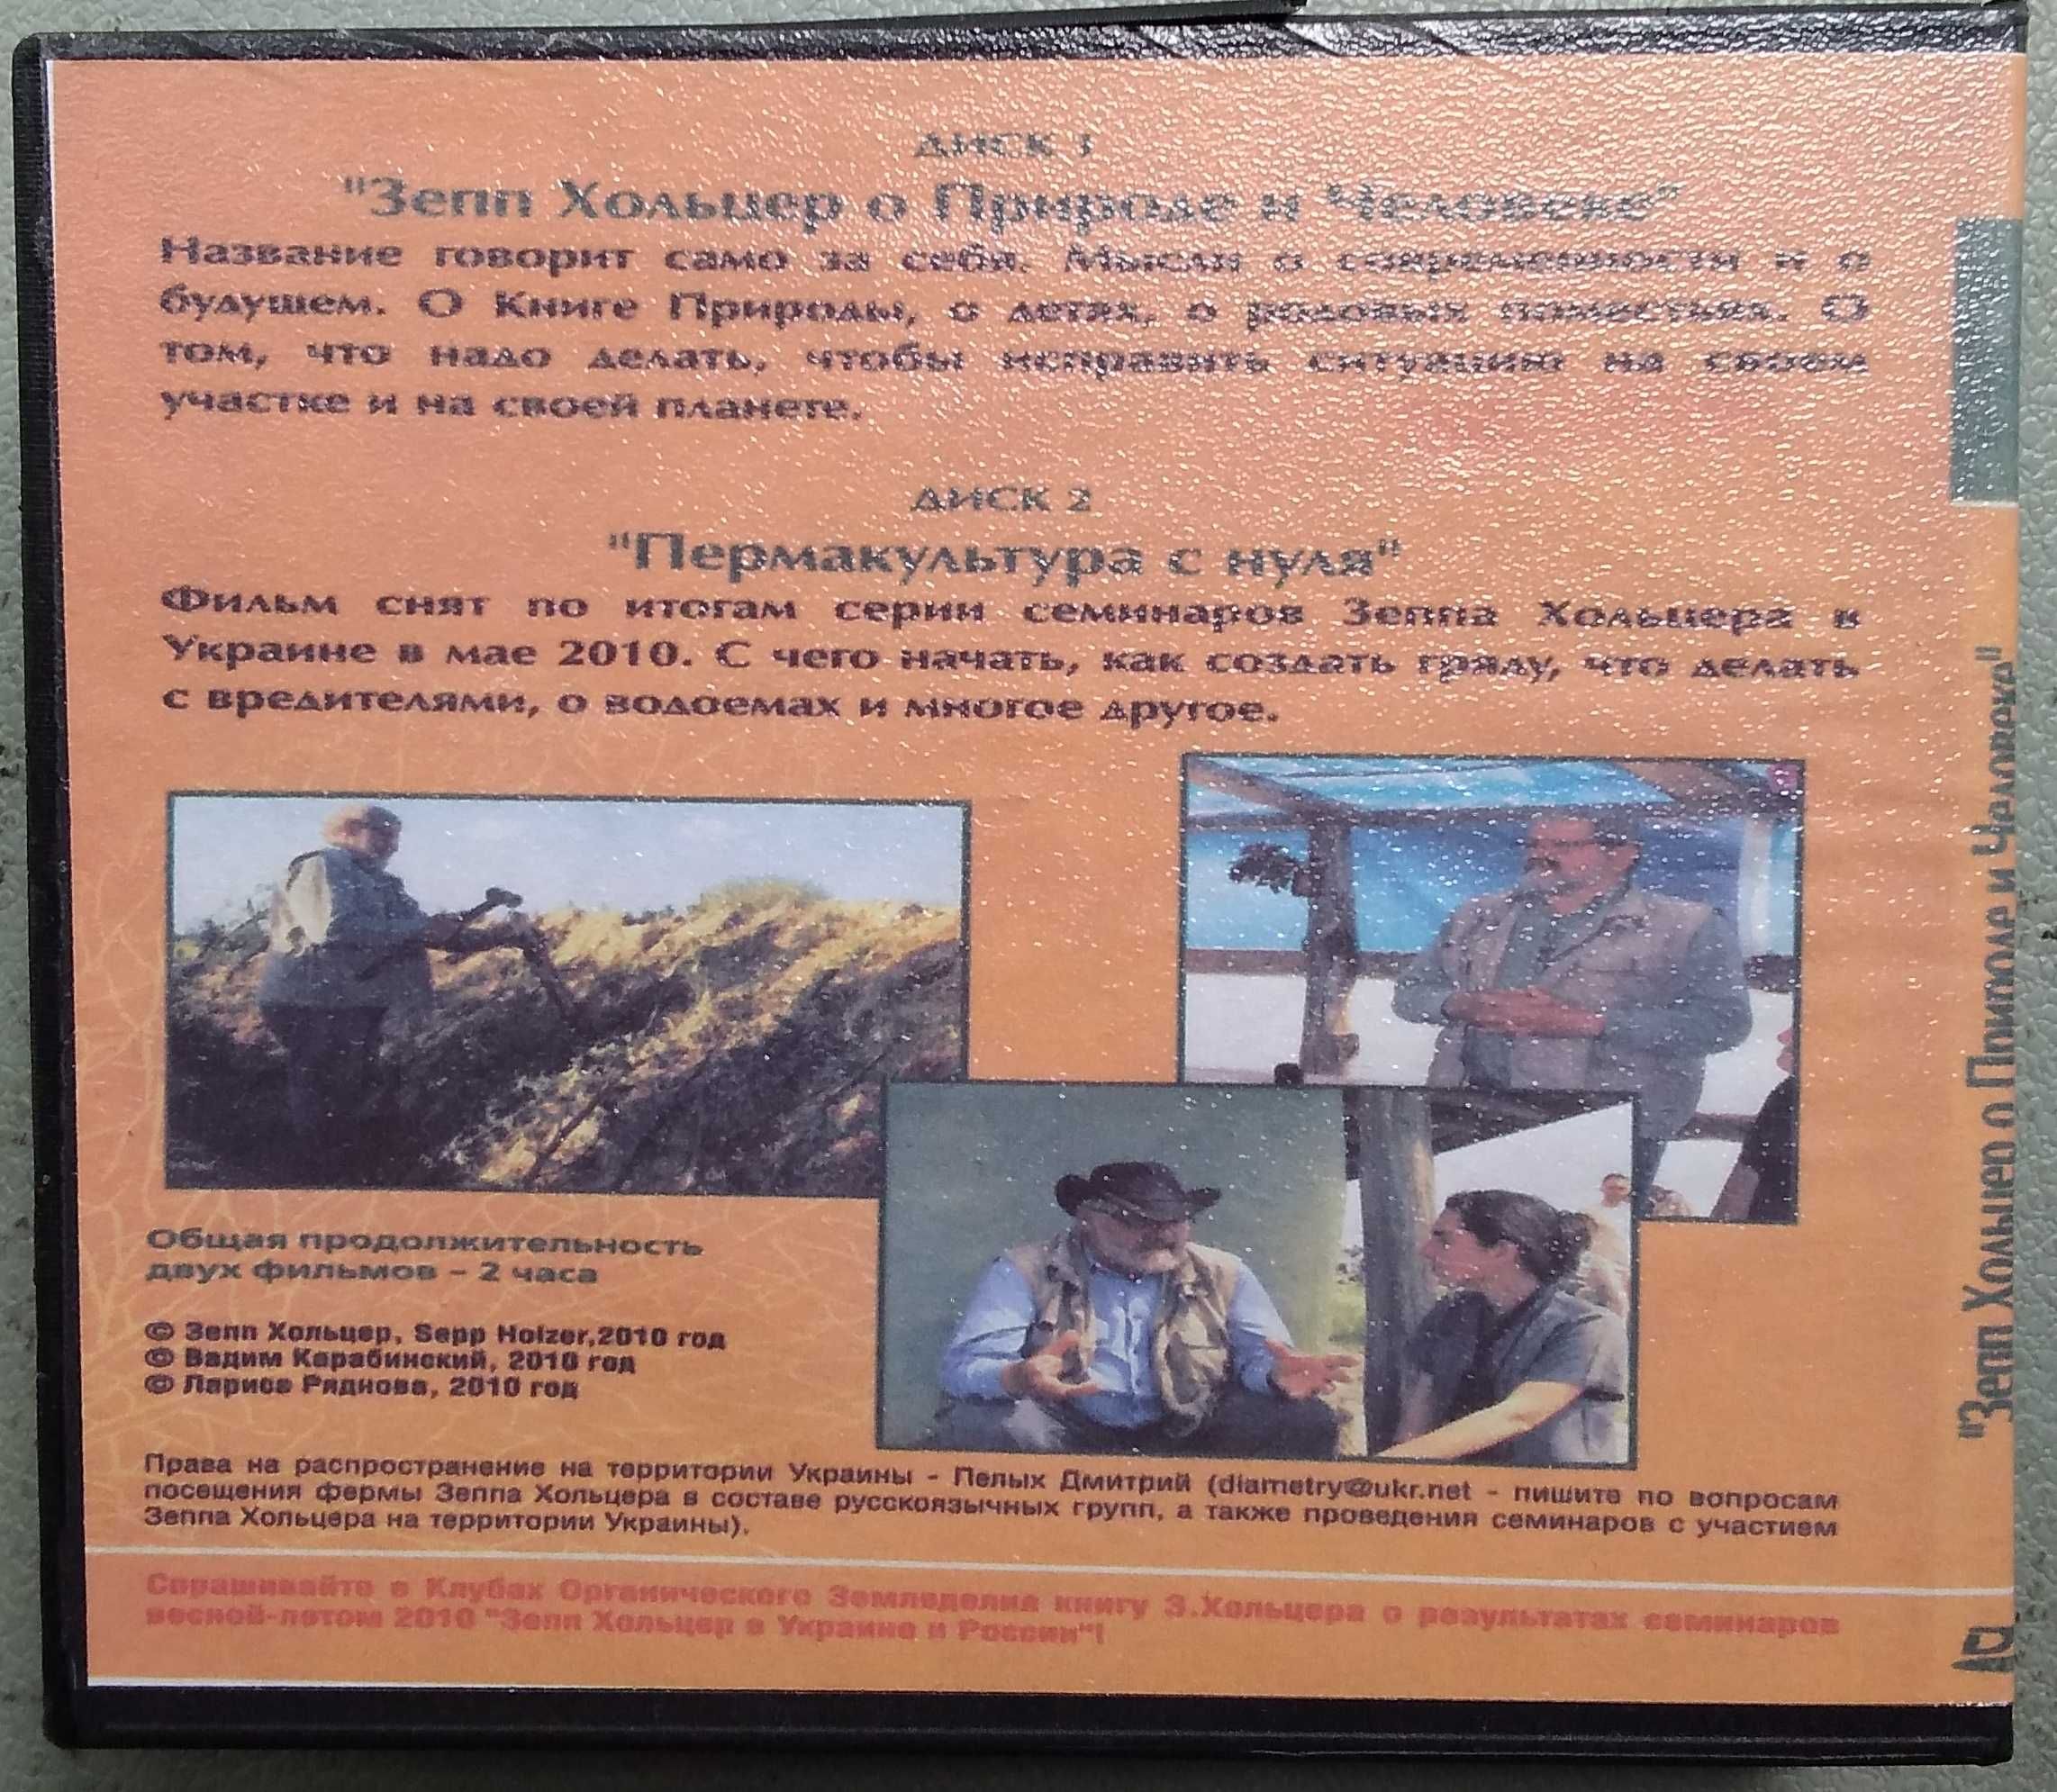 ДИСК 1
"Зепп Хольцер о Природе и Человеке"
Название говорит само за себя. Мысли о современности и о
будущем. О Книге Природы, о детях, о родовых поместьях. О
том, что надо делать, чтобы исправить ситуацию на своем
участке и на своей планете.
ДИСК 2
"Пермакультура с нуля"
Фильм снят по итогам серии семинаров Зеппа Хольцера в
Украине в мае 2010. С чего начать, как создать гряду, что делать
с вредителями, о водоемах и многое другое.
Общая продолжительность
двух фильмов – 2 часа
© Зепп Хольцер, Sepp Holzer,2010 год
© Вадим Карабинский, 2010 год
© Лариса Ряднова, 2010 год
Права на распространение на территории Украины - Пелых Дмитрий (diametry@ukr.net - пишите по вопросам
посещения фермы Зеппа Хольцера в составе русскоязычных групп, а также проведения семинаров с участием
Зеппа Хольцера на территории Украины).
Спрашивайте в Клубах Органического Земледелия книгу З.Хольцера о результатах семинаров
весной-летом 2010 "Зепп Хольцер в Украине и России"!
"Зепп Хольцер о Природе и Человеке"